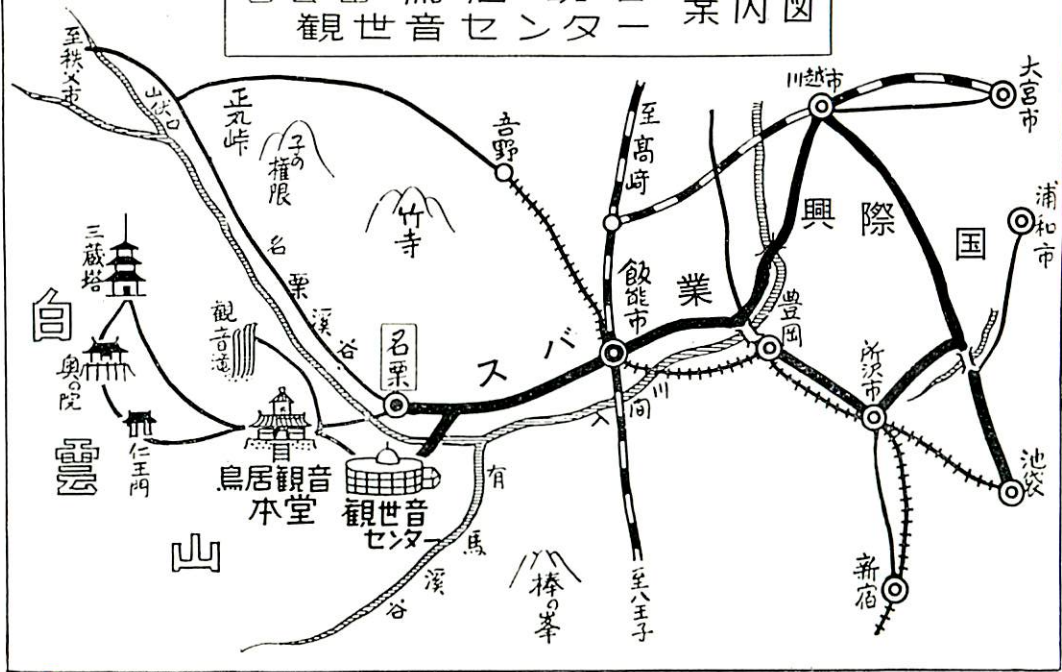 観世音センター 案内図
至秩父市
山伏口
正丸峠
子の権限
竹寺
吾野
至高崎
川越市
大宮市
浦和市
国際興業バス
飯能市
豊岡
所沢市
池袋
新宿
入間川
名栗
名栗渓谷
三蔵塔
白雲山
奥の院
仁王門
観音滝
鳥居観音
本堂
観世音
センター
有馬渓谷
棒の峯
至八王子